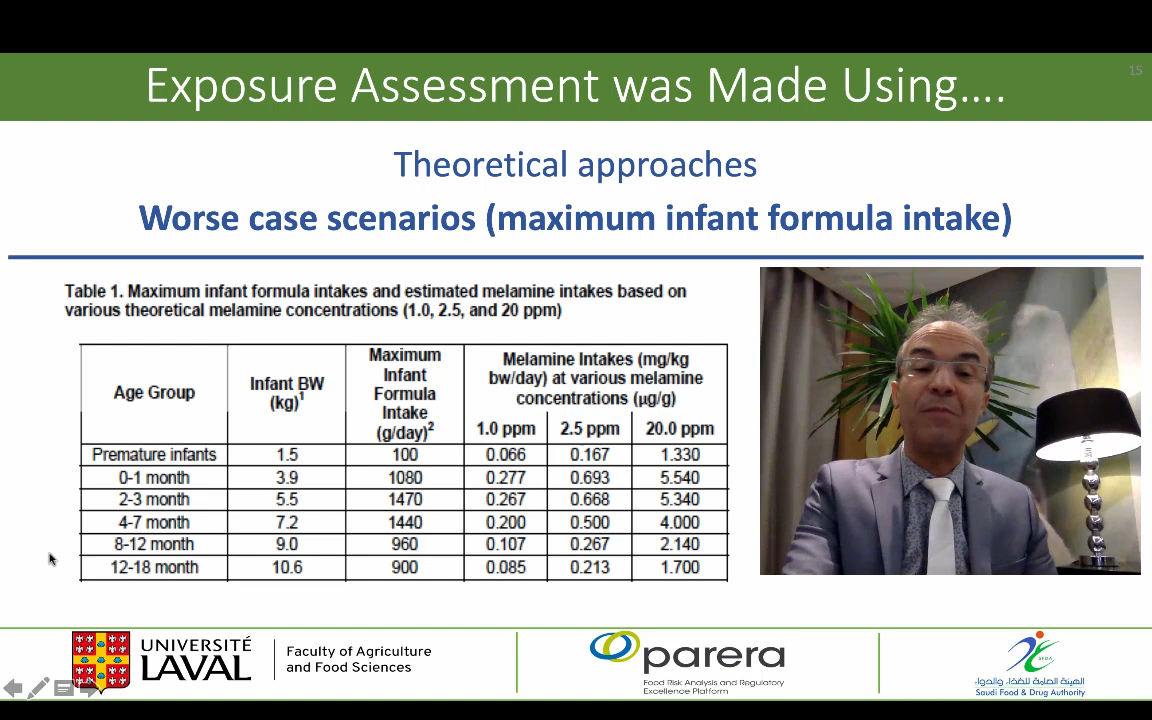 Exposure Assessment was Made Using….
15
Theoretical approaches
Worse case scenarios (maximum infant formula intake)
Table 1. Maximum infant formula intakes and estimated melamine intakes based on
various theoretical melamine concentrations (1.0, 2.5, and 20 ppm)
Age Group
Infant BW
(kg)1
Maximum
Infant
Formula
Intake
(g/day)2
Melamine Intakes (mg/kg
bw/day) at various melamine
concentrations (µg/g)
1.0 ppm 2.5 ppm 20.0 ppm
Premature infants 1.5 100 0.066 0.167 1.330
0-1 month 3.9 1080 0.277 0.693 5.540
2-3 month 5.5 1470 0.267 0.668 5.340
4-7 month 7.2 1440 0.200 0.500 4.000
8-12 month 9.0 960 0.107 0.267 2.140
12-18 month 10.6 900 0.085 0.213 1.700
UNIVERSITÉ
LAVAL
Faculty of Agriculture
and Food Sciences
parera
Food Risk Analysis and Regulatory
Excellence Platform
SFDA
الهيئة العامة للغذاء والدواء
Saudi Food & Drug Authority